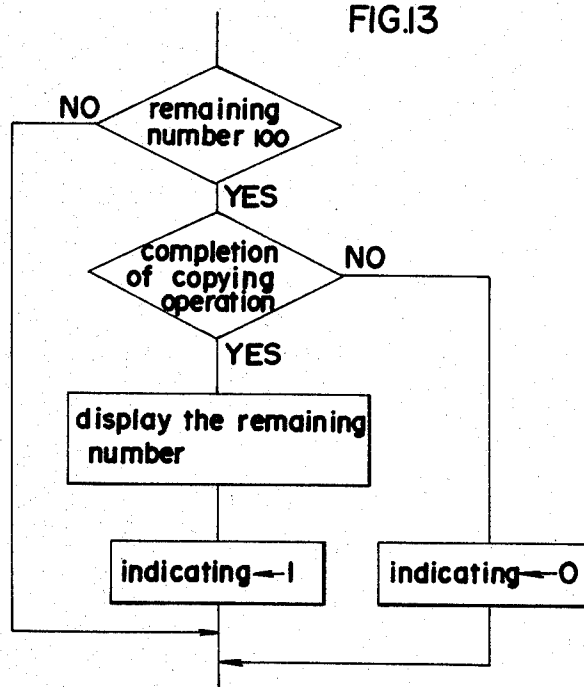 FIG.13
NO
remaining
number 100
YES
completion
of copying
operation
NO
YES
display the remaining
number
indicating←1
indicating←0